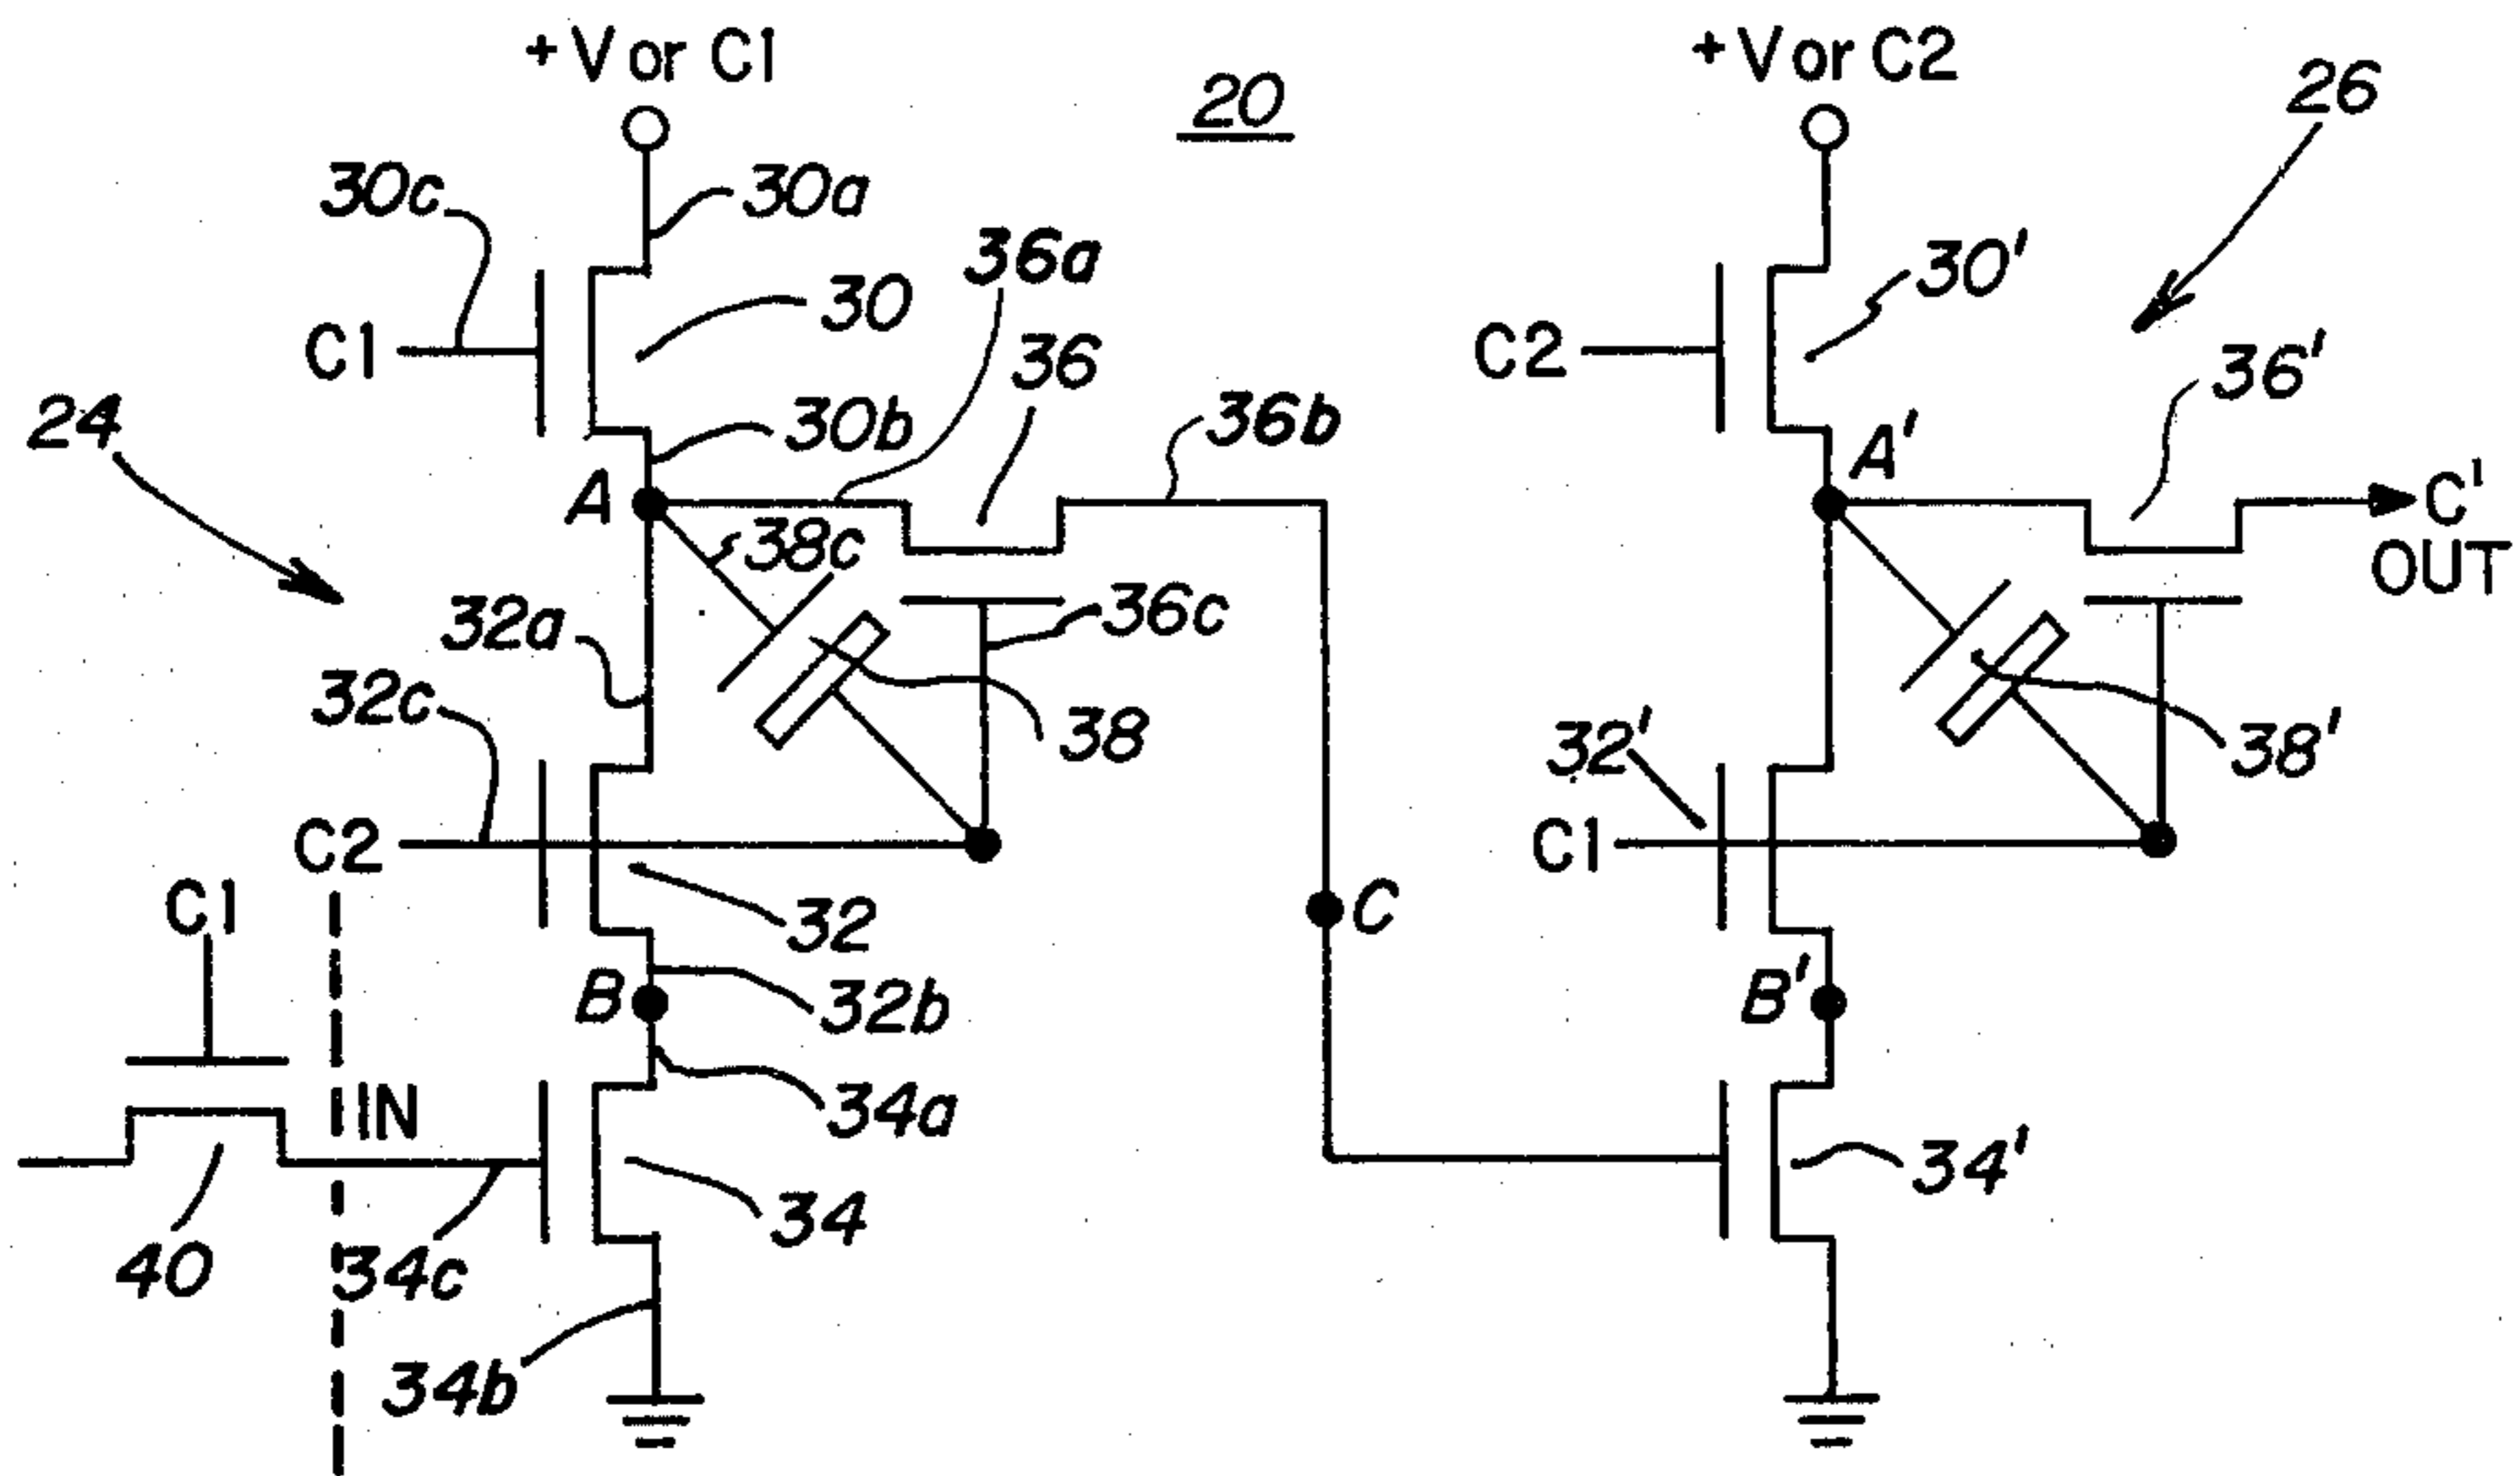 +V or C1
+V or C2
20
26
30c
30a
36a
30
30'
C1
36
C2
36'
24
30b
36b
A
A'
C'
OUT
38c
32a
36c
32c
38
32'
38'
C2
C1
C1
32
C
B
32b
B'
IN
34a
34'
40
34c
34
34b